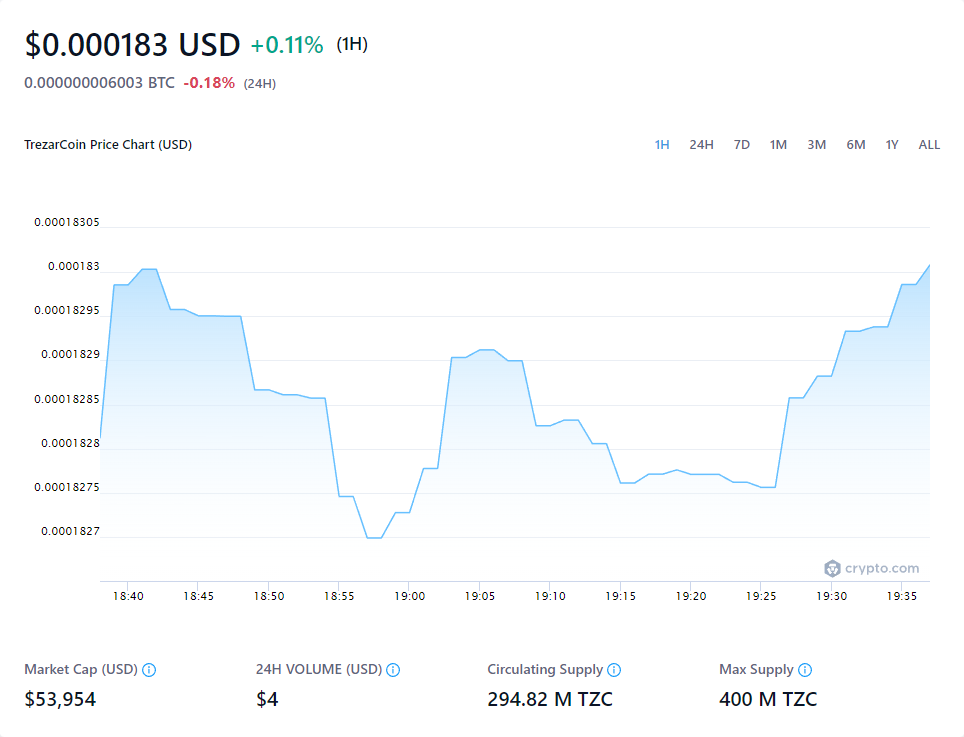 $0.000183 USD +0.11% (1H)
0.000000006003 BTC -0.18% (24H)
TrezarCoin Price Chart (USD)
1H 24H 7D 1M 3M 6M 1Y ALL
0.00018305
0.000183
0.00018295
0.0001829
0.00018285
0.0001828
0.00018275
0.0001827
crypto.com
18:40 18:45 18:50 18:55 19:00 19:05 19:10 19:15 19:20 19:25 19:30 19:35
Market Cap (USD) 24H VOLUME (USD) Circulating Supply Max Supply
$53,954 $4 294.82 M TZC 400 M TZC